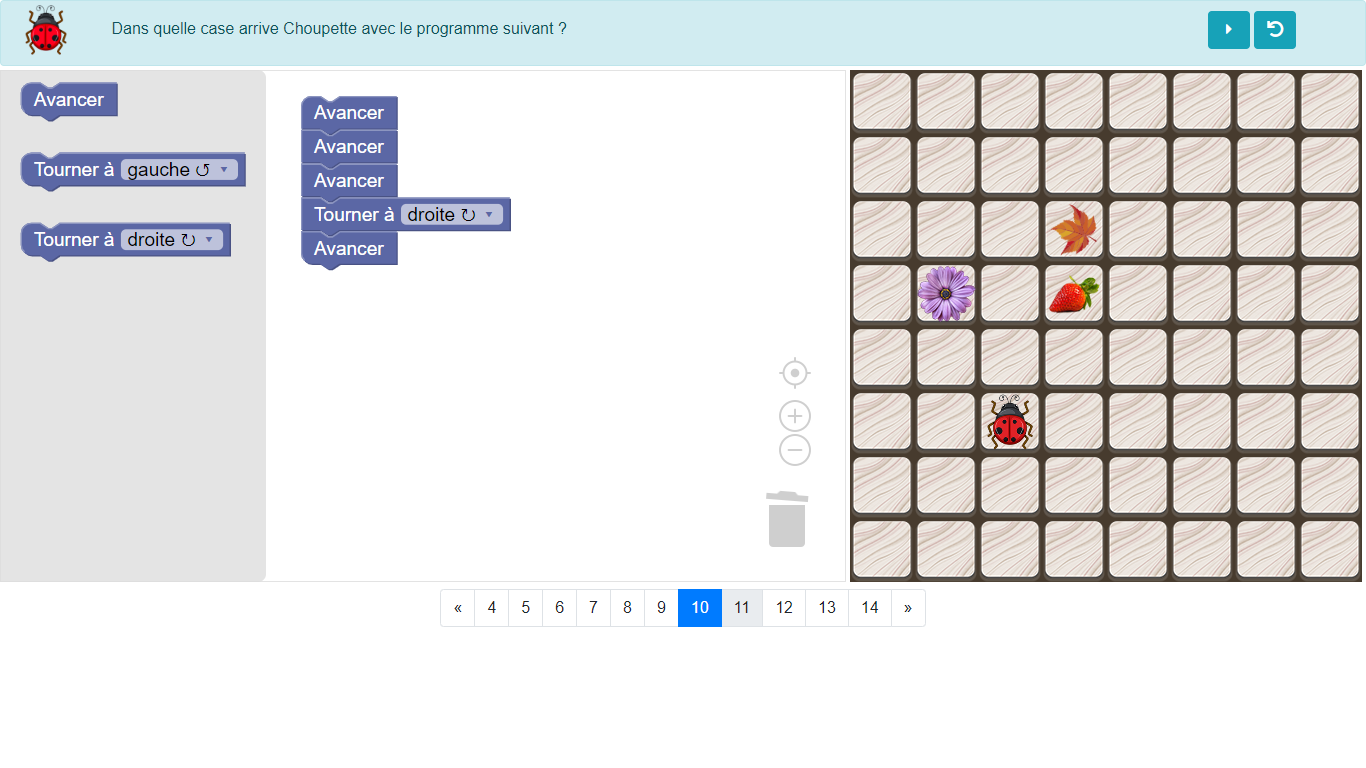 Dans quelle case arrive Choupette avec le programme suivant ?
Avancer
Tourner à gauche ↺ ▾
Tourner à droite ↻ ▾
Avancer
Avancer
Avancer
Tourner à droite ↻ ▾
Avancer
« 4 5 6 7 8 9 10 11 12 13 14 »